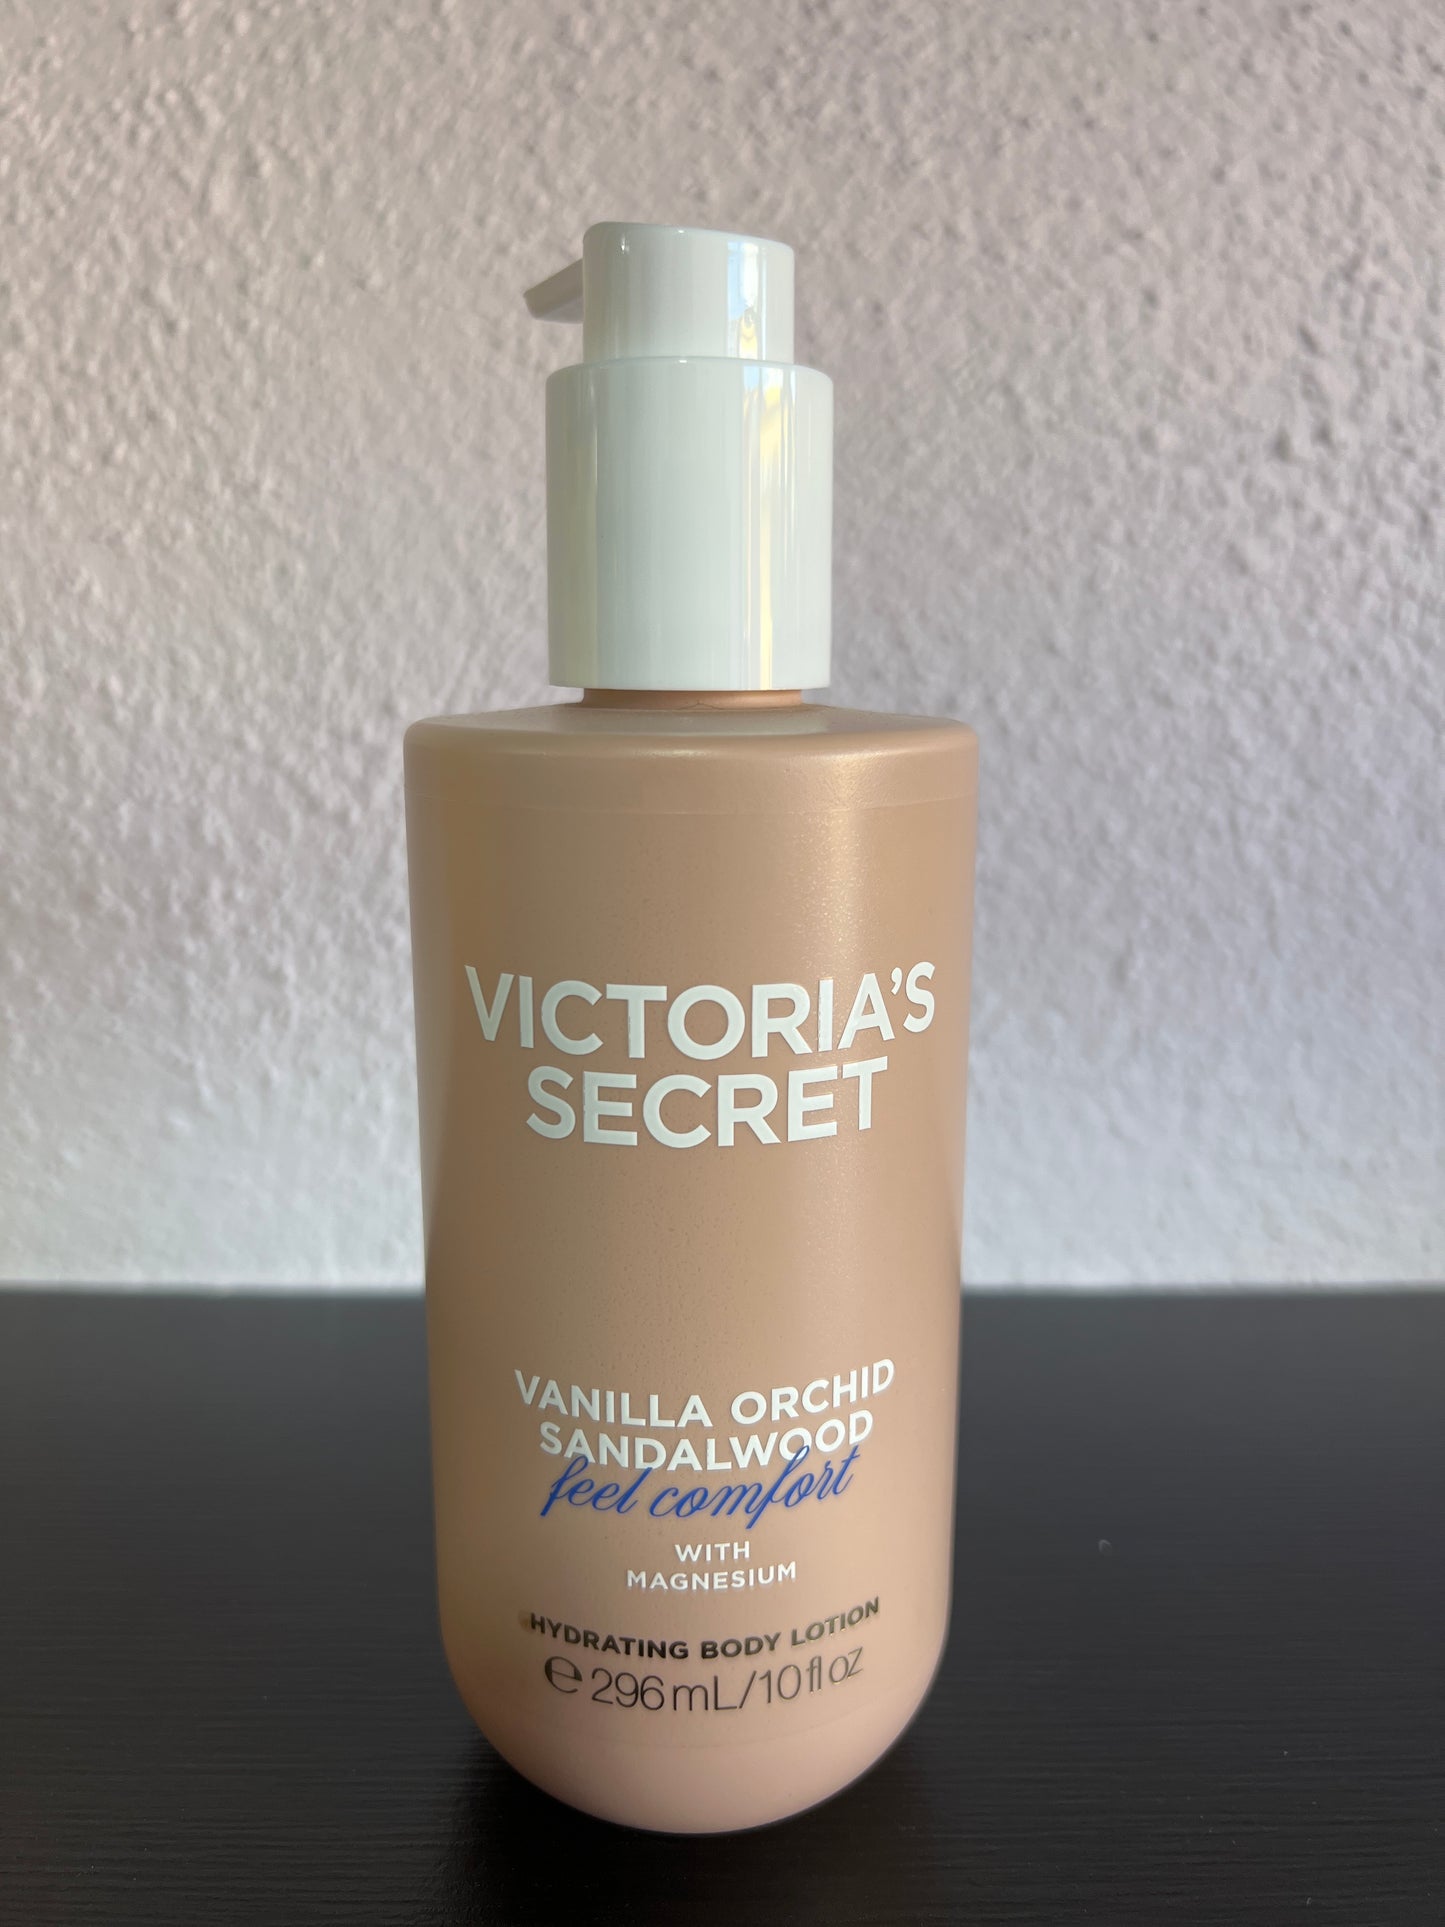 VICTORIA'S
SECRET
VANILLA ORCHID
SANDALWOOD
feel comfort
WITH
MAGNESIUM
HYDRATING BODY LOTION
℮ 296 mL/10 fl oz